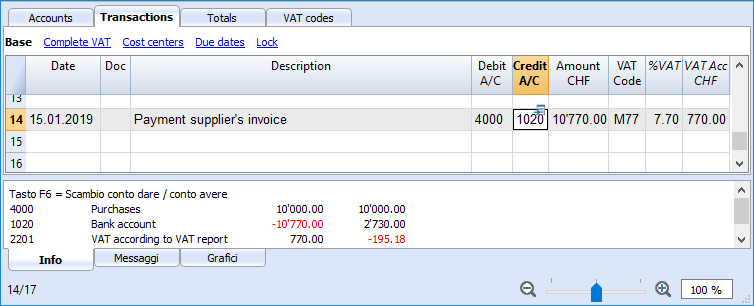 Accounts Transactions Totals VAT codes
Base Complete VAT Cost centers Due dates Lock
Date Doc Description Debit A/C Credit A/C Amount CHF VAT Code %VAT VAT Acc CHF
13
14 15.01.2019 Payment supplier's invoice 4000 1020 10'770.00 M77 7.70 770.00
15
16
Tasto F6 = Scambio conto dare / conto avere
4000 Purchases 10'000.00 10'000.00
1020 Bank account -10'770.00 2'730.00
2201 VAT according to VAT report 770.00 -195.18
Info Messaggi Grafici
14/17 100 %